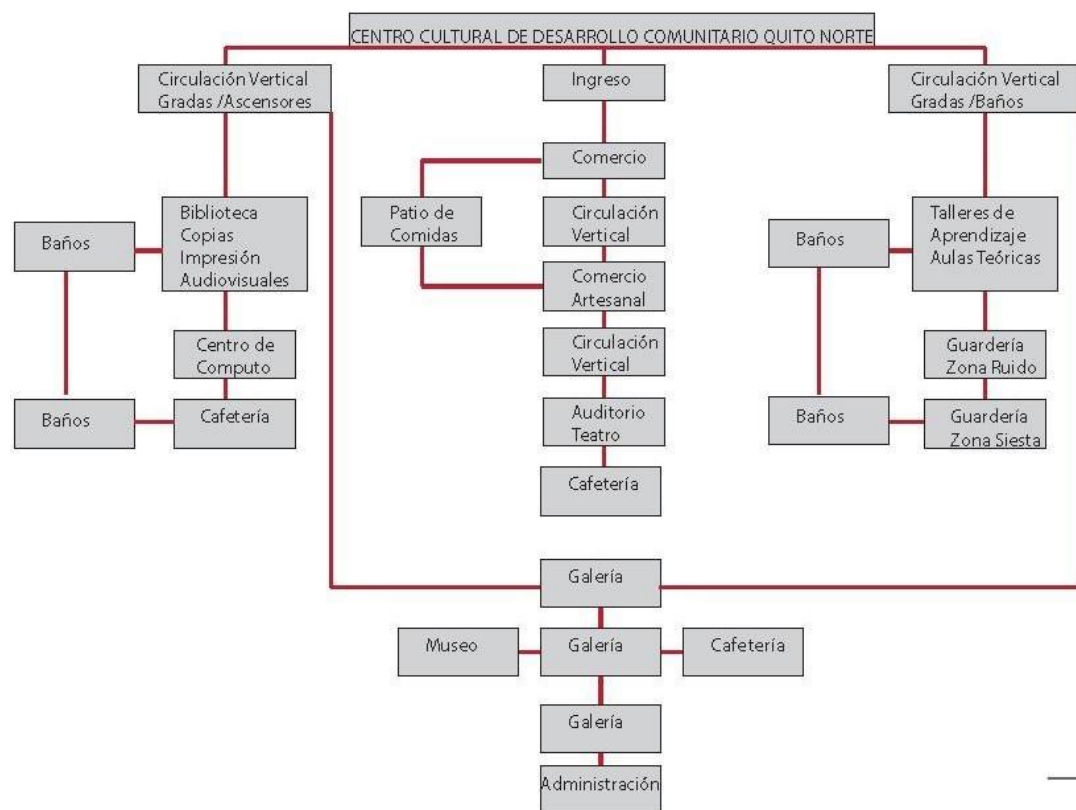 CENTRO CULTURAL DE DESARROLLO COMUNITARIO QUITO NORTE
Circulación Vertical
Gradas /Ascensores
Ingreso
Circulación Vertical
Gradas /Baños
Comercio
Biblioteca
Copias
Impresión
Audiovisuales
Baños
Patio de
Comidas
Circulación
Vertical
Talleres de
Aprendizaje
Aulas Teóricas
Baños
Comercio
Artesanal
Centro de
Computo
Circulación
Vertical
Guardería
Zona Ruido
Baños
Cafetería
Auditorio
Teatro
Baños
Guardería
Zona Siesta
Cafetería
Galería
Museo
Galería
Cafetería
Galería
Administración